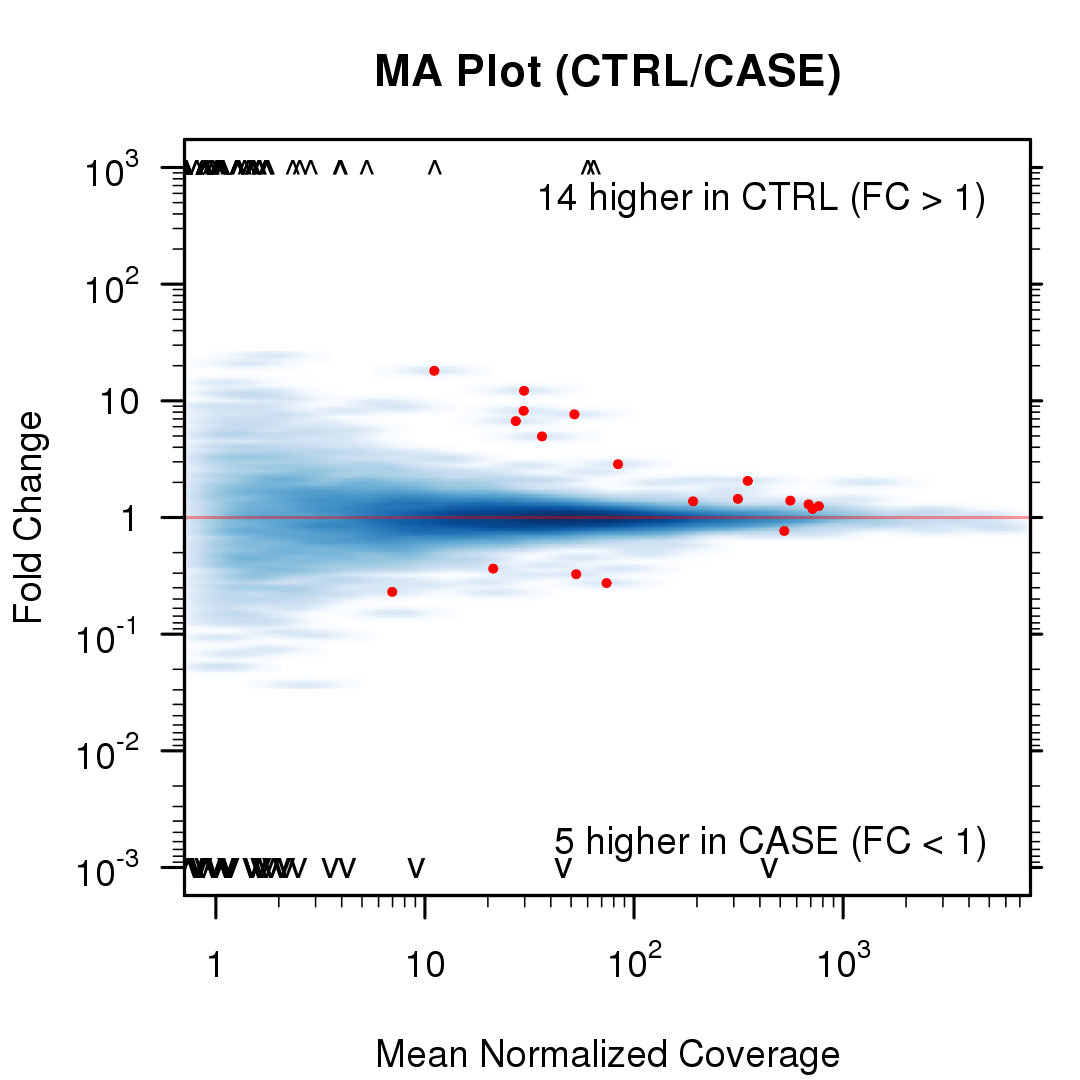 MA Plot (CTRL/CASE)
14 higher in CTRL (FC > 1)
10³
10²
10
1
10⁻¹
10⁻²
10⁻³
Fold Change
5 higher in CASE (FC < 1)
1 10 10² 10³
Mean Normalized Coverage